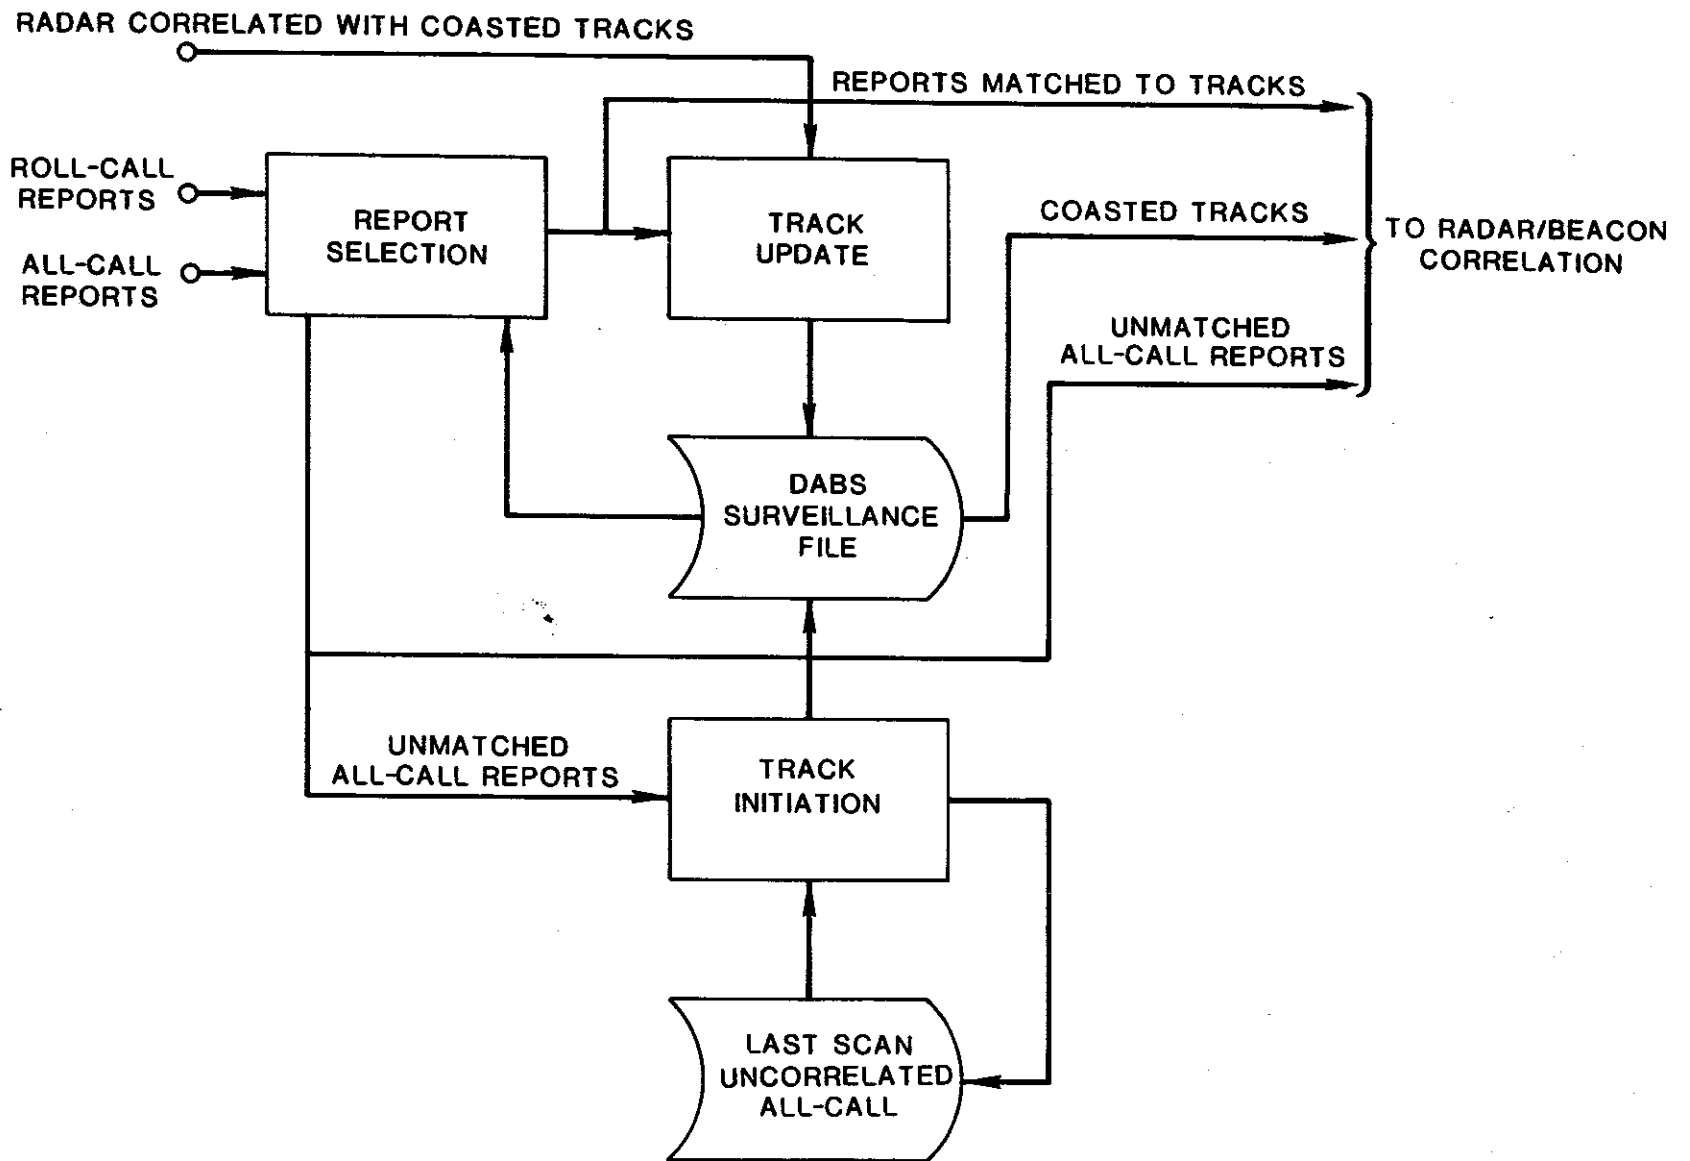 RADAR CORRELATED WITH COASTED TRACKS
REPORTS MATCHED TO TRACKS
ROLL-CALL
REPORTS
ALL-CALL
REPORTS
REPORT
SELECTION
TRACK
UPDATE
COASTED TRACKS
TO RADAR/BEACON
CORRELATION
UNMATCHED
ALL-CALL REPORTS
DABS
SURVEILLANCE
FILE
UNMATCHED
ALL-CALL REPORTS
TRACK
INITIATION
LAST SCAN
UNCORRELATED
ALL-CALL